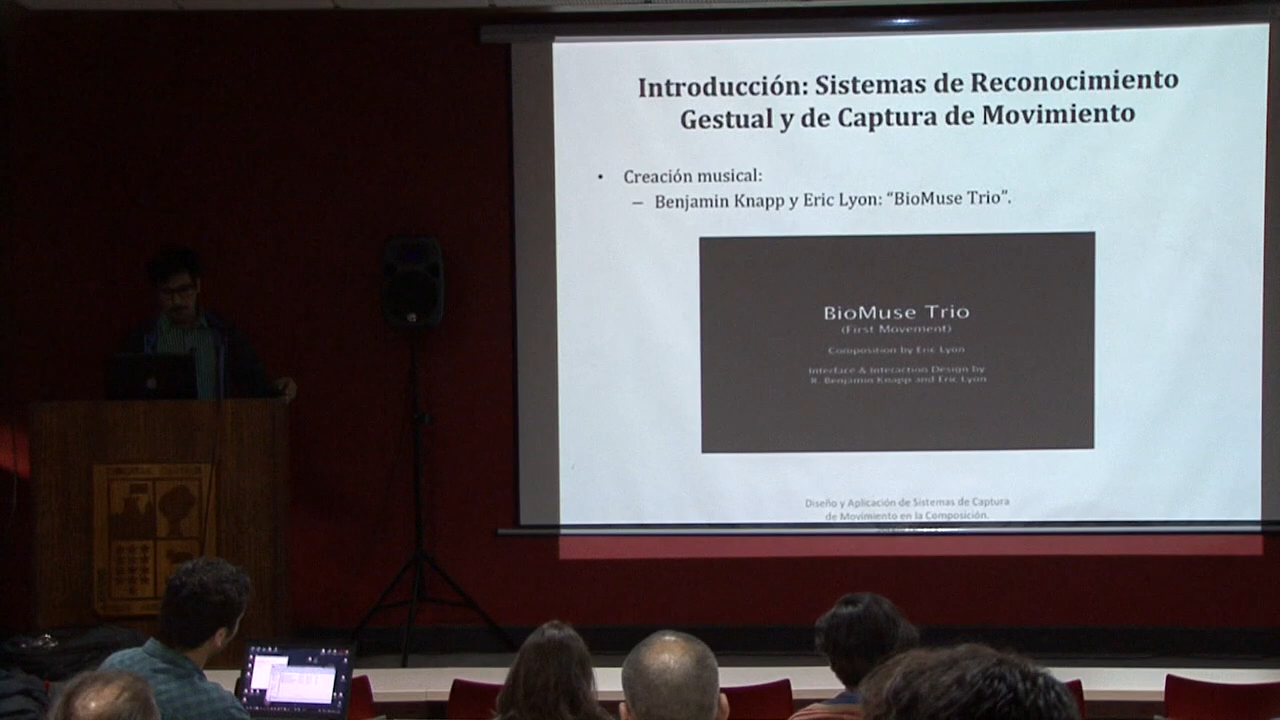 Introducción: Sistemas de Reconocimiento
Gestual y de Captura de Movimiento
• Creación musical:
– Benjamin Knapp y Eric Lyon: “BioMuse Trio”.
BioMuse Trio
(First Movement)
Composition by Eric Lyon
Interface & Interaction Design by
R. Benjamin Knapp and Eric Lyon
Diseño y Aplicación de Sistemas de Captura
de Movimiento en la Composición.